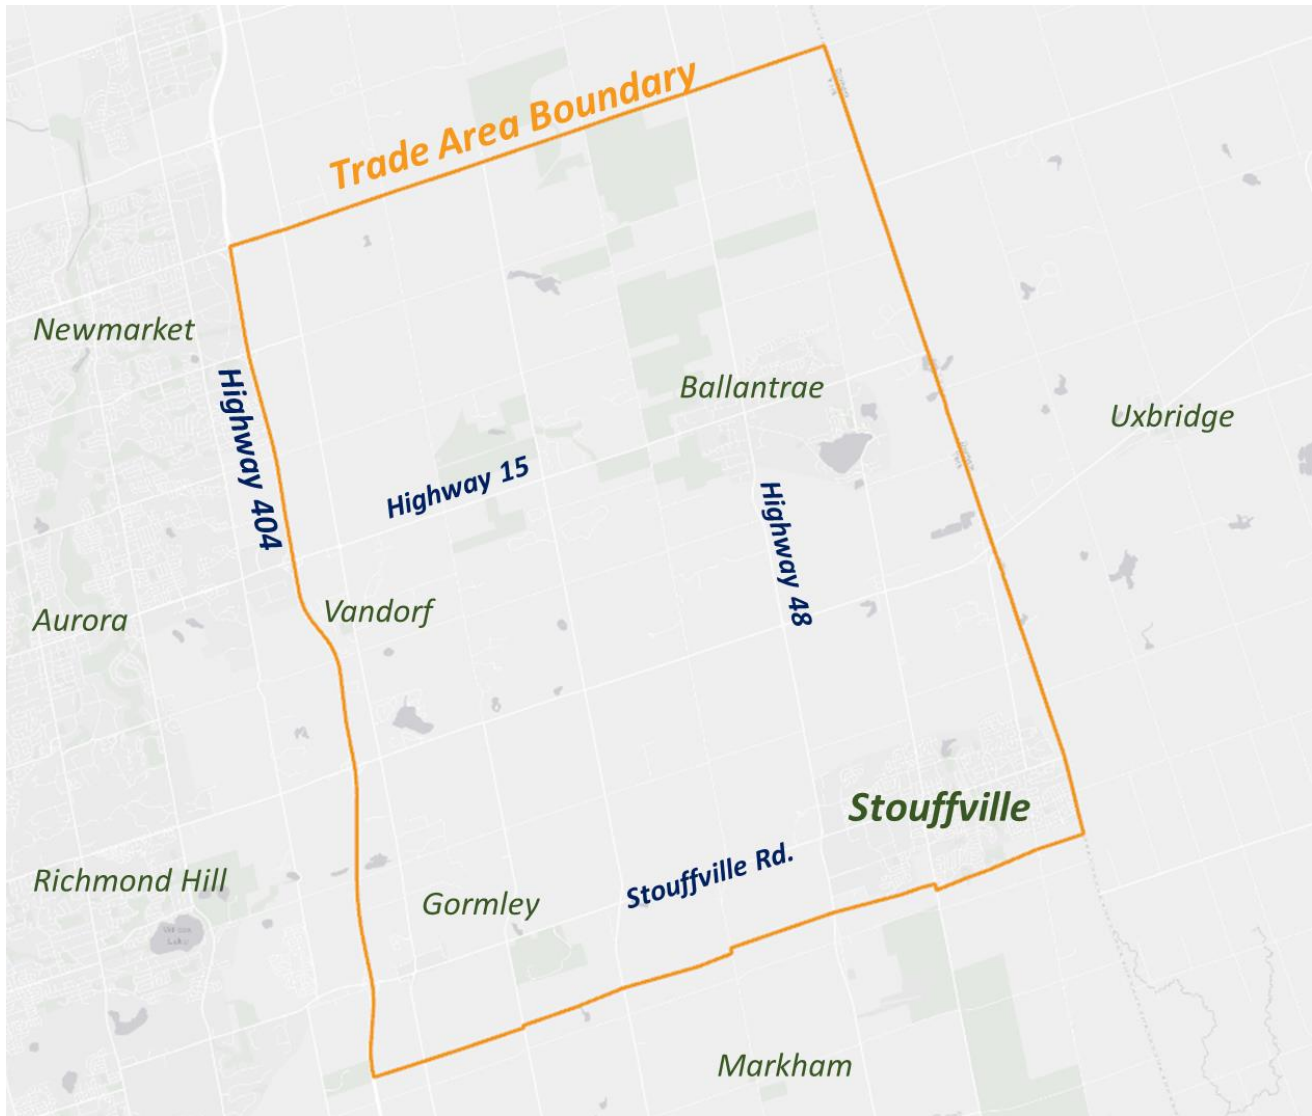 Trade Area Boundary
Newmarket
Highway 404
Ballantrae
Uxbridge
Highway 15
Highway 48
Aurora
Vandorf
Stouffville
Richmond Hill
Stouffville Rd.
Gormley
Markham